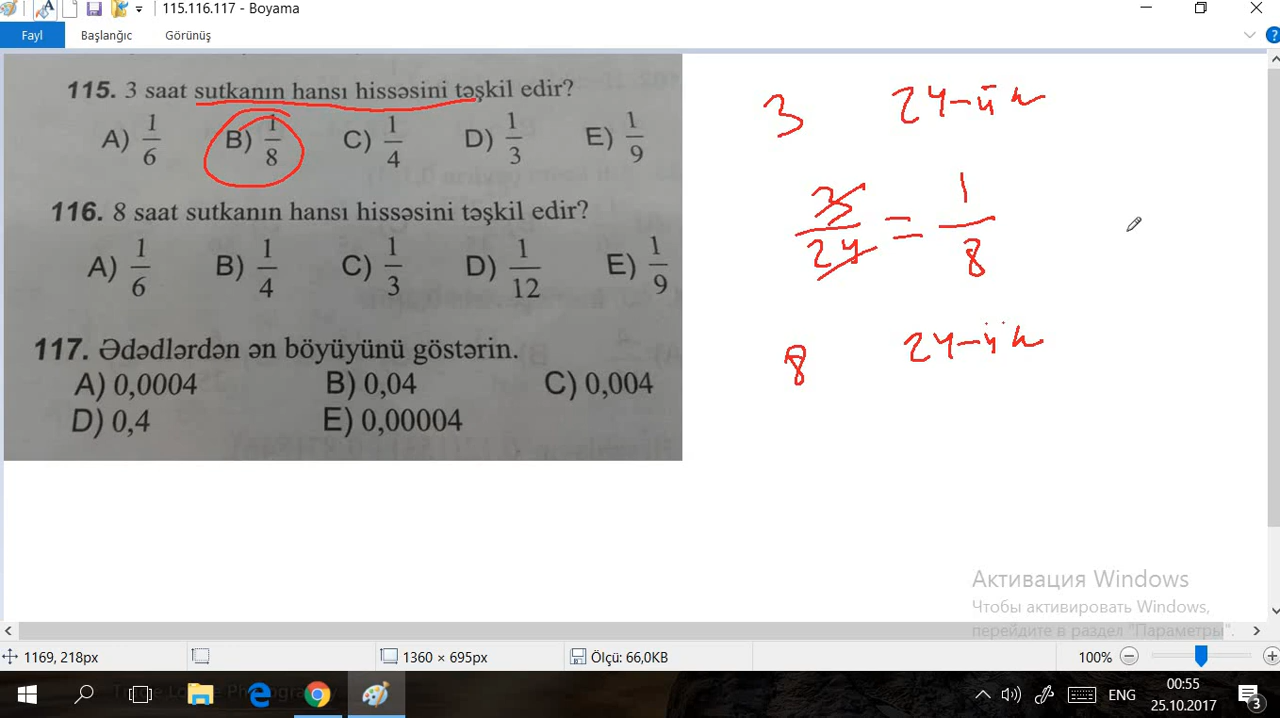 115.116.117 - Boyama
Fayl Başlanğıc Görünüş
115. 3 saat sutkanın hansı hissəsini təşkil edir?
A) 1/6 B) 1/8 C) 1/4 D) 1/3 E) 1/9
116. 8 saat sutkanın hansı hissəsini təşkil edir?
A) 1/6 B) 1/4 C) 1/3 D) 1/12 E) 1/9
117. Ədədlərdən ən böyüyünü göstərin.
A) 0,0004 B) 0,04 C) 0,004
D) 0,4 E) 0,00004
3 24-ün
3/24 = 1/8
8 24-ün
Активация Windows
Чтобы активировать Windows,
перейдите в раздел "Параметры".
1169, 218px 1360 × 695px Ölçü: 66,0KB 100%
ENG 00:55
25.10.2017
3